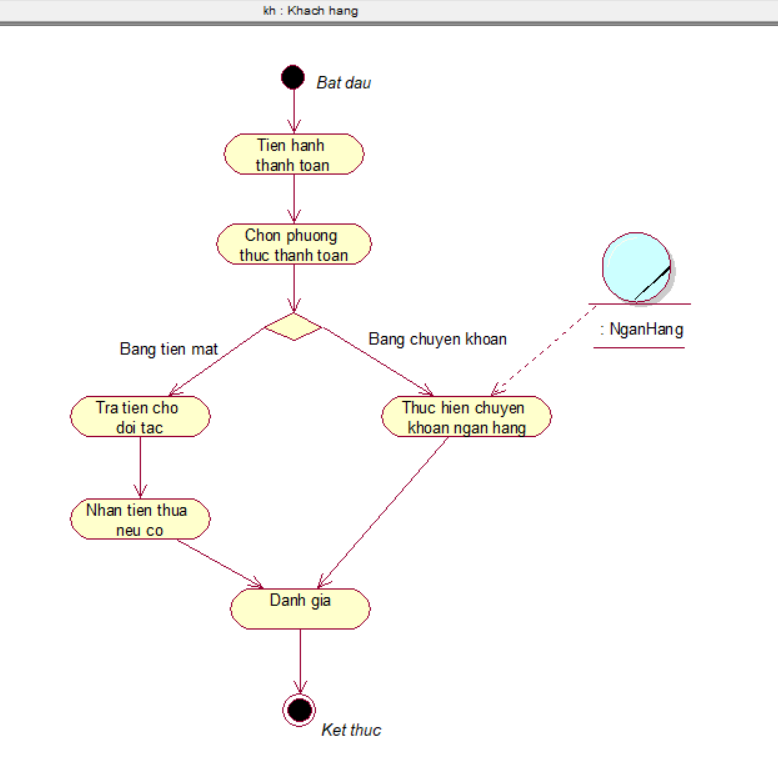 kh : Khach hang
Bat dau
Tien hanh
thanh toan
Chon phuong
thuc thanh toan
: NganHang
Bang tien mat
Bang chuyen khoan
Tra tien cho
doi tac
Thuc hien chuyen
khoan ngan hang
Nhan tien thua
neu co
Danh gia
Ket thuc